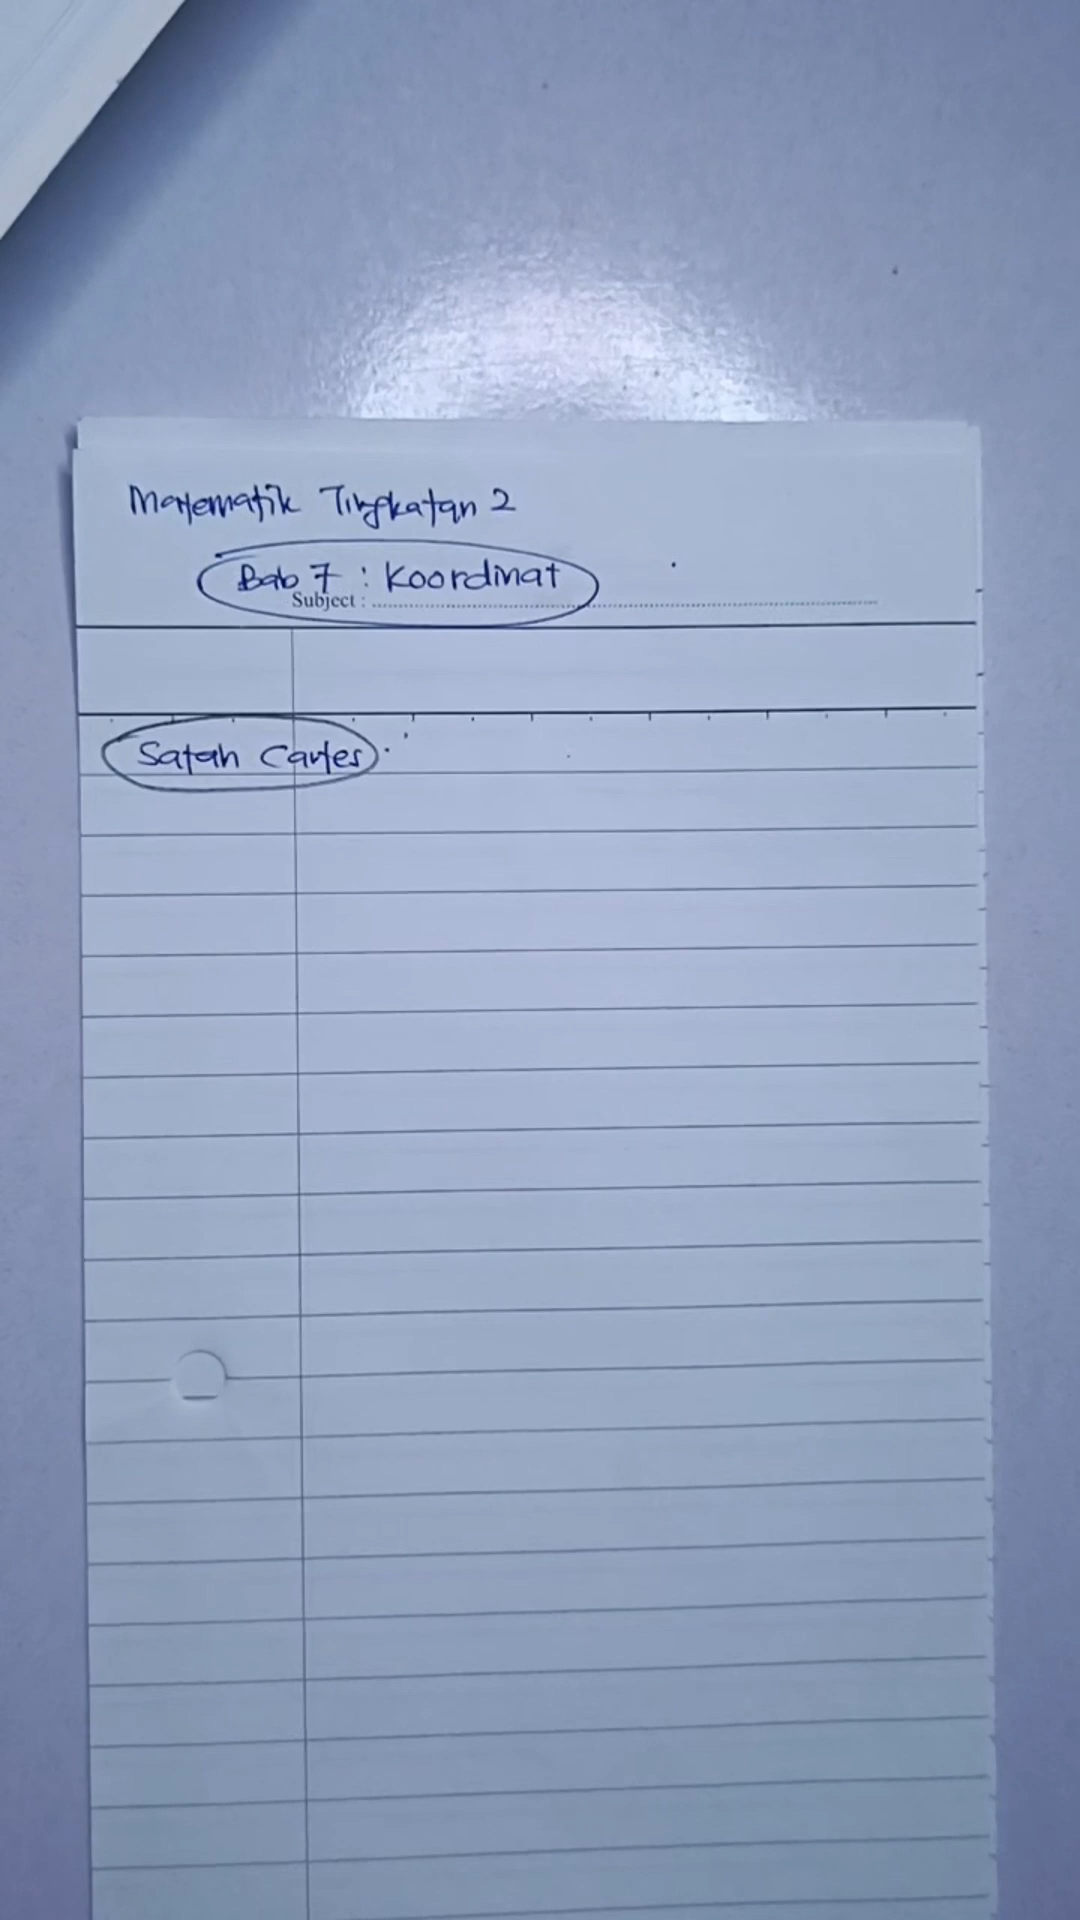 Matematik Tingkatan 2
Bab 7 : Koordinat
Subject :
Satah Cartes